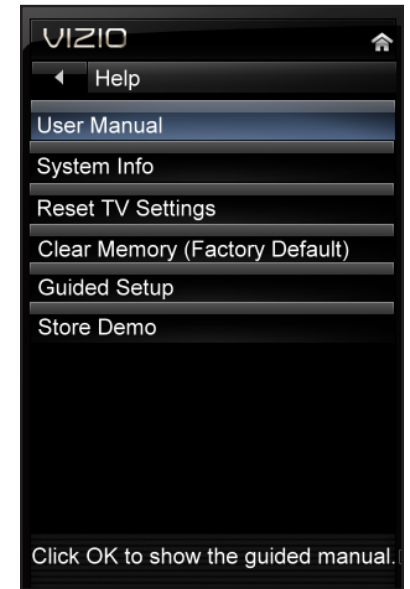 VIZIO
Help
User Manual
System Info
Reset TV Settings
Clear Memory (Factory Default)
Guided Setup
Store Demo
Click OK to show the guided manual.